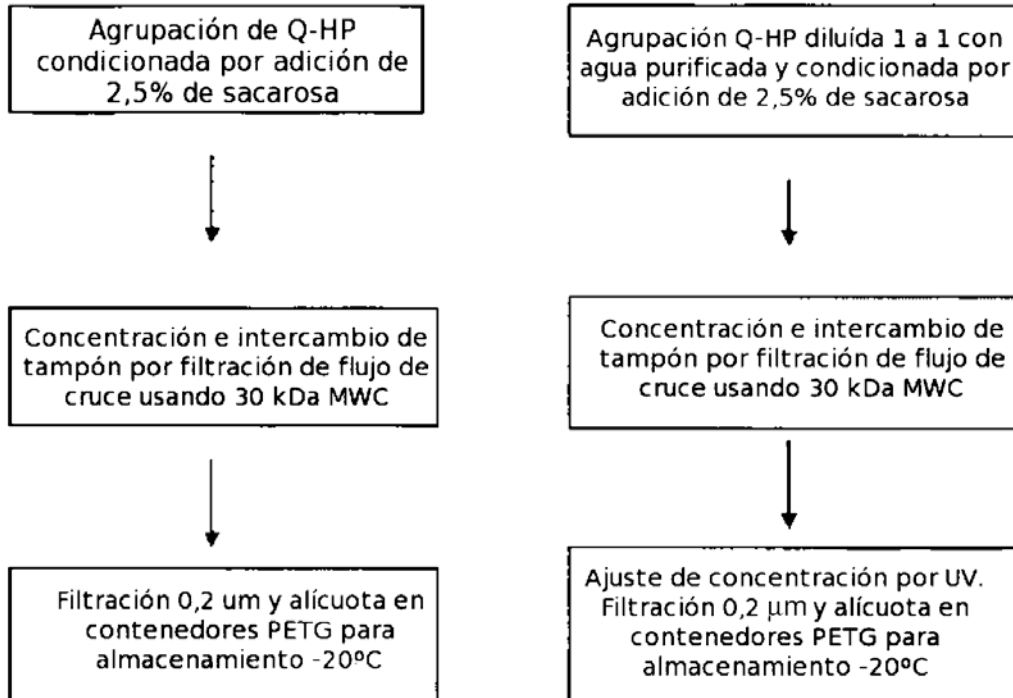 Agrupación de Q-HP
condicionada por adición de
2,5% de sacarosa
Concentración e intercambio de
tampón por filtración de flujo de
cruce usando 30 kDa MWC
Filtración 0,2 um y alícuota en
contenedores PETG para
almacenamiento -20ºC
Agrupación Q-HP diluída 1 a 1 con
agua purificada y condicionada por
adición de 2,5% de sacarosa
Concentración e intercambio de
tampón por filtración de flujo de
cruce usando 30 kDa MWC
Ajuste de concentración por UV.
Filtración 0,2 μm y alícuota en
contenedores PETG para
almacenamiento -20ºC